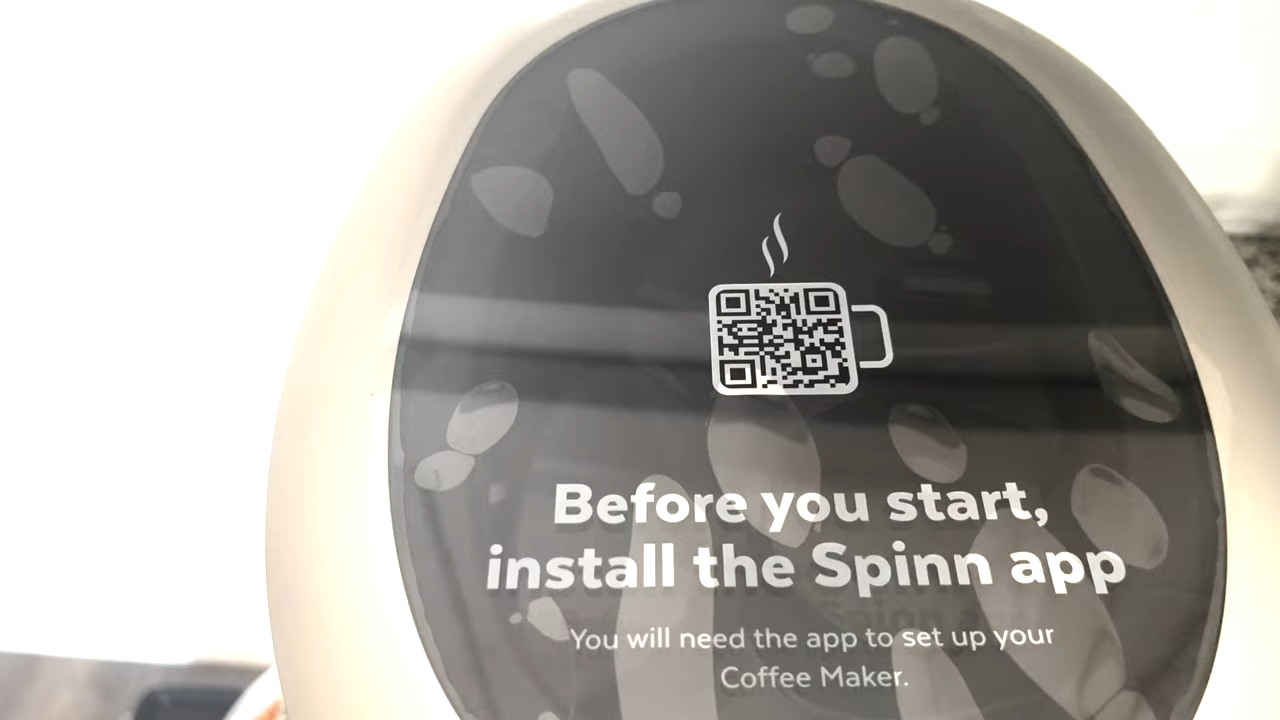 Before you start,
install the Spinn app
You will need the app to set up your
Coffee Maker.